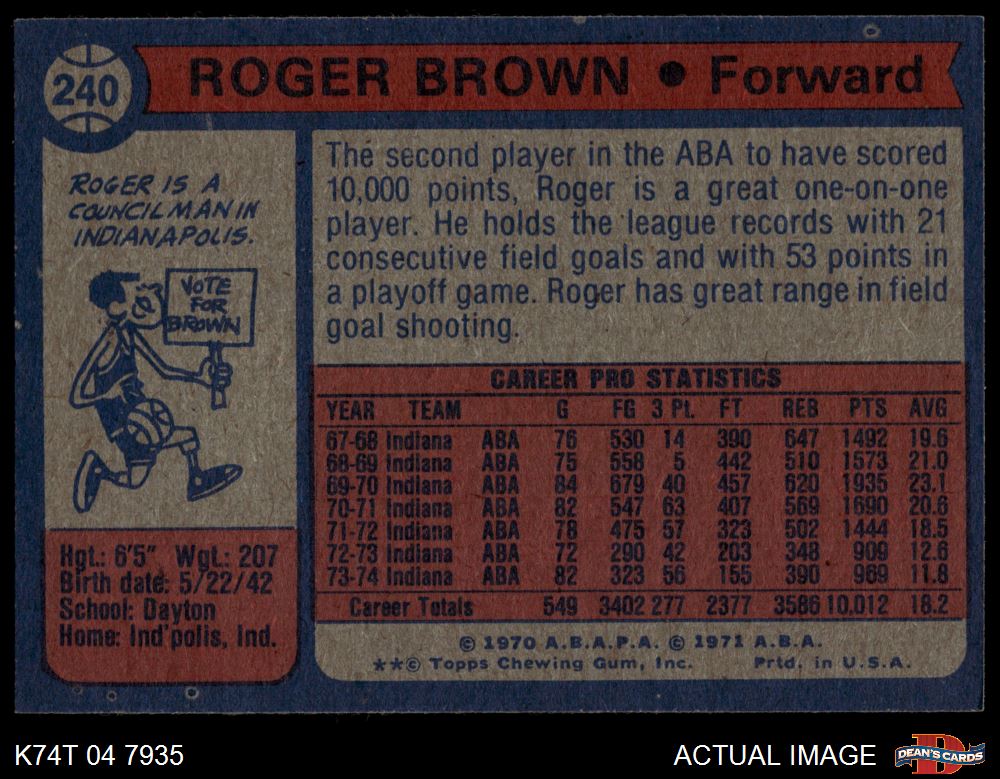 240
ROGER BROWN • Forward
ROGER IS A
COUNCILMAN IN
INDIANAPOLIS.
VOTE
FOR
BROWN
Hgt.: 6'5" Wgt.: 207
Birth date: 5/22/42
School: Dayton
Home: Ind'polis, Ind.
The second player in the ABA to have scored
10,000 points, Roger is a great one-on-one
player. He holds the league records with 21
consecutive field goals and with 53 points in
a playoff game. Roger has great range in field
goal shooting.
CAREER PRO STATISTICS
YEAR TEAM G FG 3 Pt. FT REB PTS AVG
67-68 Indiana ABA 76 530 14 390 647 1492 19.6
68-69 Indiana ABA 75 558 5 442 510 1573 21.0
69-70 Indiana ABA 84 679 40 457 620 1935 23.1
70-71 Indiana ABA 82 547 63 407 569 1690 20.6
71-72 Indiana ABA 78 475 57 323 502 1444 18.5
72-73 Indiana ABA 72 290 42 203 348 909 12.6
73-74 Indiana ABA 82 323 56 155 390 969 11.8
Career Totals 549 3402 277 2377 3586 10,012 18.2
© 1970 A.B.A.P.A. © 1971 A.B.A.
**© Topps Chewing Gum, Inc. Prtd. in U.S.A.
K74T 04 7935
ACTUAL IMAGE
D
DEAN'S CARDS